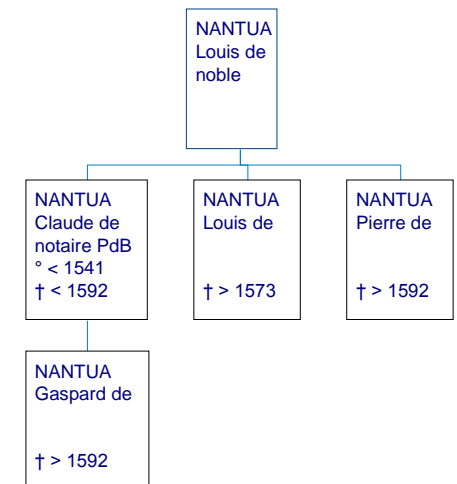 NANTUA
Louis de
noble
NANTUA
Claude de
notaire PdB
° < 1541
† < 1592
NANTUA
Louis de
† > 1573
NANTUA
Pierre de
† > 1592
NANTUA
Gaspard de
† > 1592